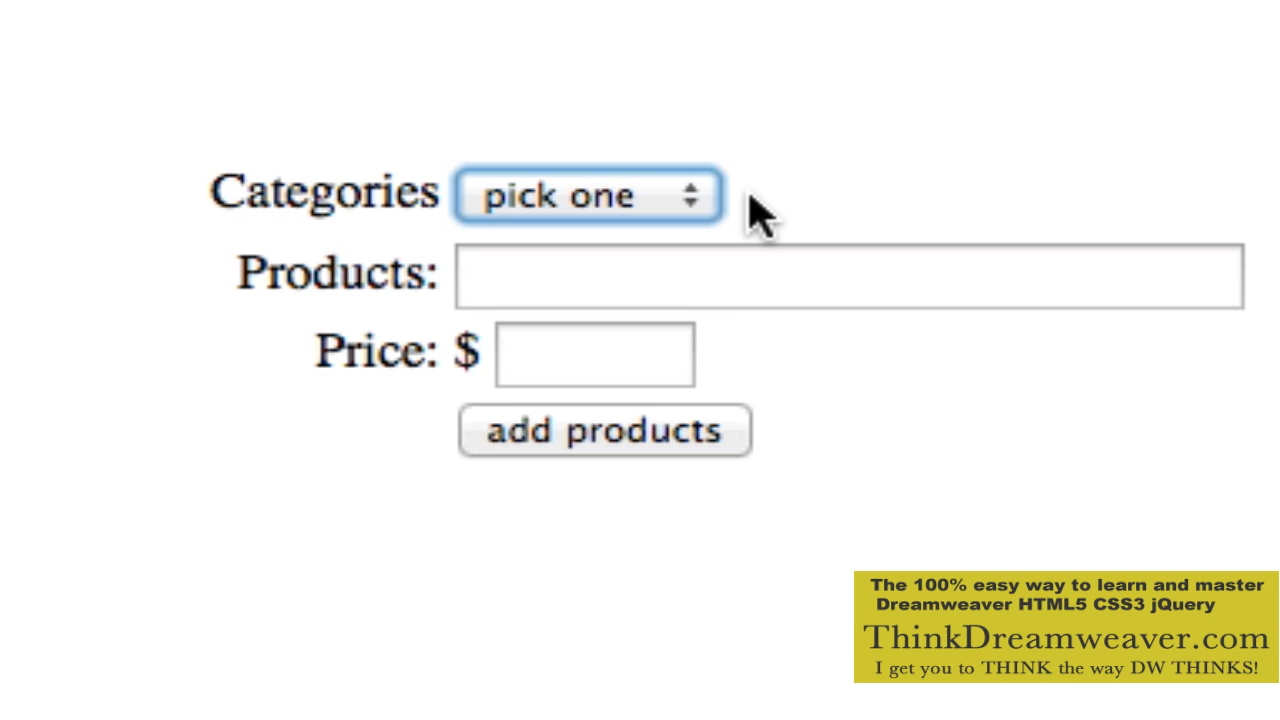 Categories pick one
Products:
Price: $
add products
The 100% easy way to learn and master
Dreamweaver HTML5 CSS3 jQuery
ThinkDreamweaver.com
I get you to THINK the way DW THINKS!